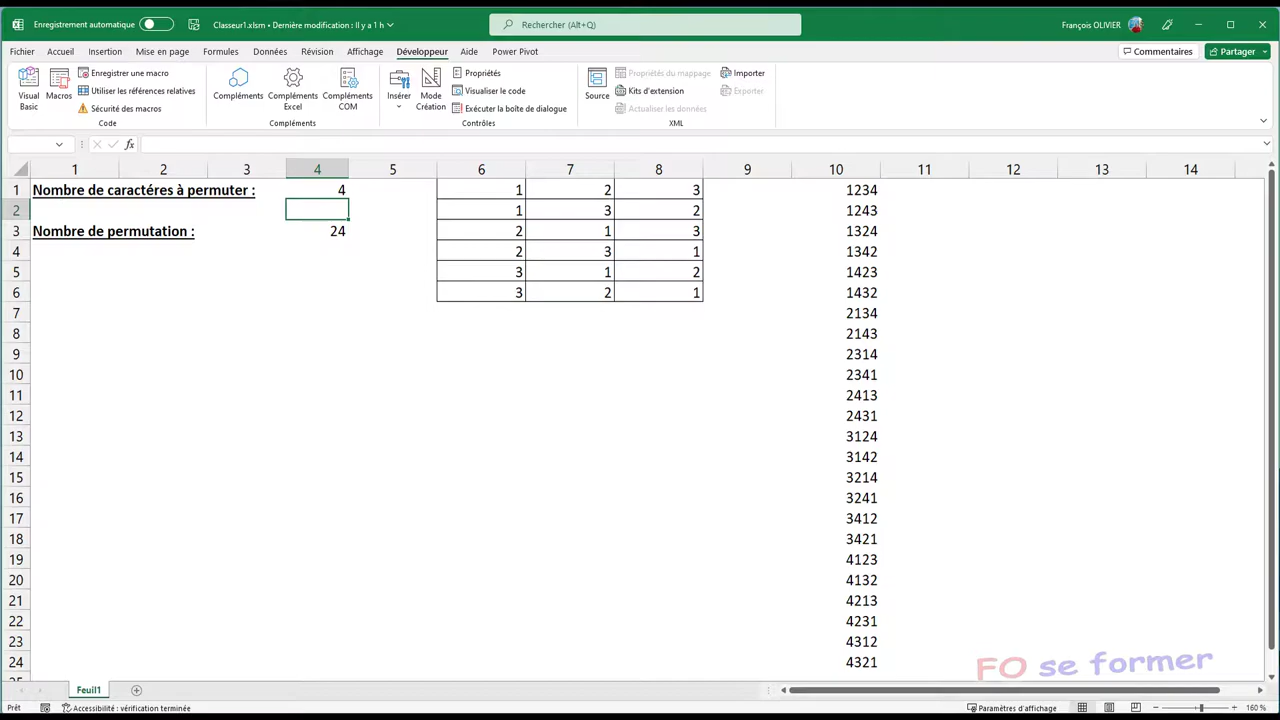 Enregistrement automatique
Classeur1.xlsm • Dernière modification : Il y a 1 h
Rechercher (Alt+Q)
François OLIVIER
Fichier Accueil Insertion Mise en page Formules Données Révision Affichage Développeur Aide Power Pivot
Commentaires Partager
Visual Basic
Macros
Enregistrer une macro
Utiliser les références relatives
Sécurité des macros
Code
Compléments
Compléments Excel
Compléments COM
Compléments
Insérer
Mode Création
Propriétés
Visualiser le code
Exécuter la boîte de dialogue
Contrôles
Source
Propriétés du mappage
Kits d'extension
Actualiser les données
Importer
Exporter
XML
fx
1 2 3 4 5 6 7 8 9 10 11 12 13 14
1 Nombre de caractéres à permuter : 4 1 2 3 1234
2 1 3 2 1243
3 Nombre de permutation : 24 2 1 3 1324
4 2 3 1 1342
5 3 1 2 1423
6 3 2 1 1432
7 2134
8 2143
9 2314
10 2341
11 2413
12 2431
13 3124
14 3142
15 3214
16 3241
17 3412
18 3421
19 4123
20 4132
21 4213
22 4231
23 4312
24 4321
FO se former
Feuil1
Prêt Accessibilité : vérification terminée Paramètres d'affichage 160 %